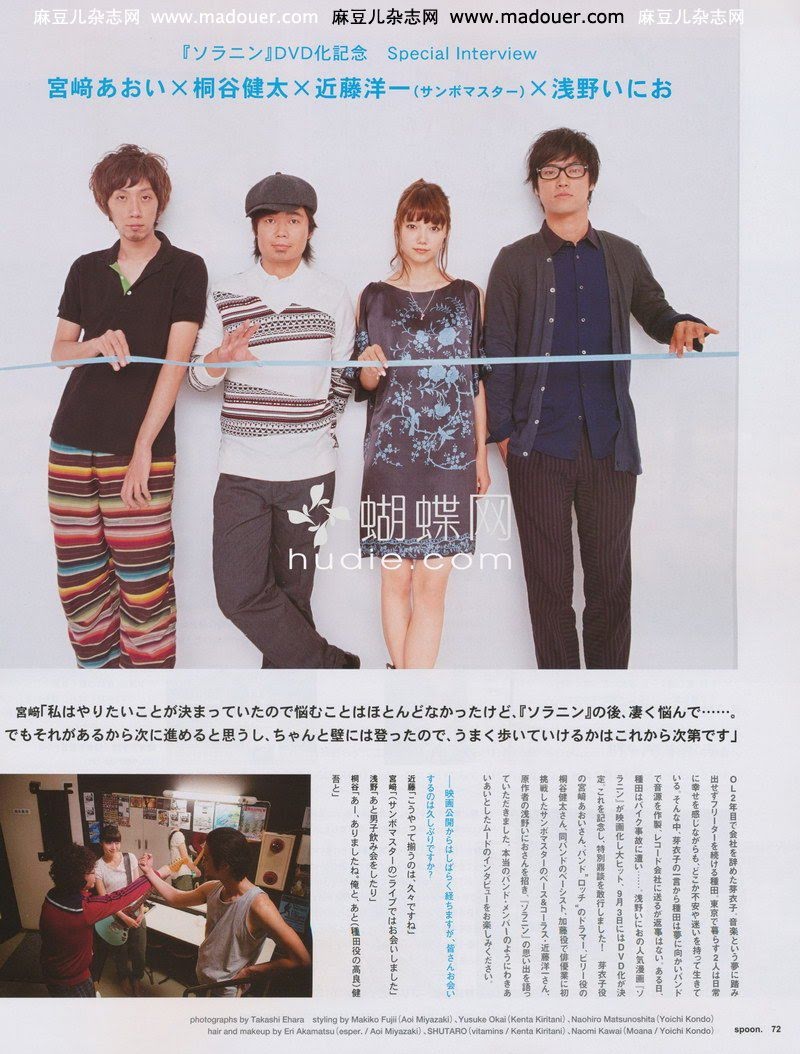 麻豆儿杂志网 www.madouer.com 麻豆儿杂志网 www.madouer.com 麻豆儿杂志网
『ソラニン』DVD化記念 Special Interview
宮﨑あおい×桐谷健太×近藤洋一(サンボマスター)×浅野いにお
蝴蝶网
hudie.com
宮﨑「私はやりたいことが決まっていたので悩むことはほとんどなかったけど、『ソラニン』の後、凄く悩んで……。
でもそれがあるから次に進めると思うし、ちゃんと壁には登ったので、うまく歩いていけるかはこれから次第です」
OL2年目で会社を辞めた芽衣子、音楽という夢に踏み
出せずフリーターを続ける種田、東京で暮らす2人は日常
に幸せを感じながらも、どこか不安や迷いを持って生きて
いる。そんな中、芽衣子の一言から種田は夢に向かいバンド
で音源を作製、レコード会社に送るが返事はない。ある日、
種田はバイク事故に遭い……。浅野いにおの人気漫画『ソ
ラニン』が映画化し大ヒット、9月3日にはDVD化が決
定。これを記念し、特別鼎談を敢行しました! 芽衣子役
の宮﨑あおいさん、バンド“ロッチ”のドラマー、ビリー役の
桐谷健太さん、同バンドのベーシスト、加藤役で俳優業に初
挑戦したサンボマスターのベース&コーラス・近藤洋一さん、
原作者の浅野いにおさんを招き、『ソラニン』の思い出を語っ
ていただきました。本当のバンド・メンバーのようにわきあ
いあいとしたムードのインタビューをお楽しみください。
──映画公開からはしばらく経ちますが、皆さんお会い
するのは久しぶりですか?
近藤「こうやって揃うのは、久々ですね」
宮﨑「(サンボマスターの)ライブではお会いしました」
浅野「あと男子飲み会をしたり」
桐谷「あー、ありましたね。俺と、あと(種田役の高良)健
吾と」
photographs by Takashi Ehara styling by Makiko Fujii (Aoi Miyazaki)、Yusuke Okai (Kenta Kiritani)、Naohiro Matsunoshita (Yoichi Kondo)
hair and makeup by Eri Akamatsu (esper. / Aoi Miyazaki)、SHUTARO (vitamins / Kenta Kiritani)、Naomi Kawai (Moana / Yoichi Kondo)
spoon. 72